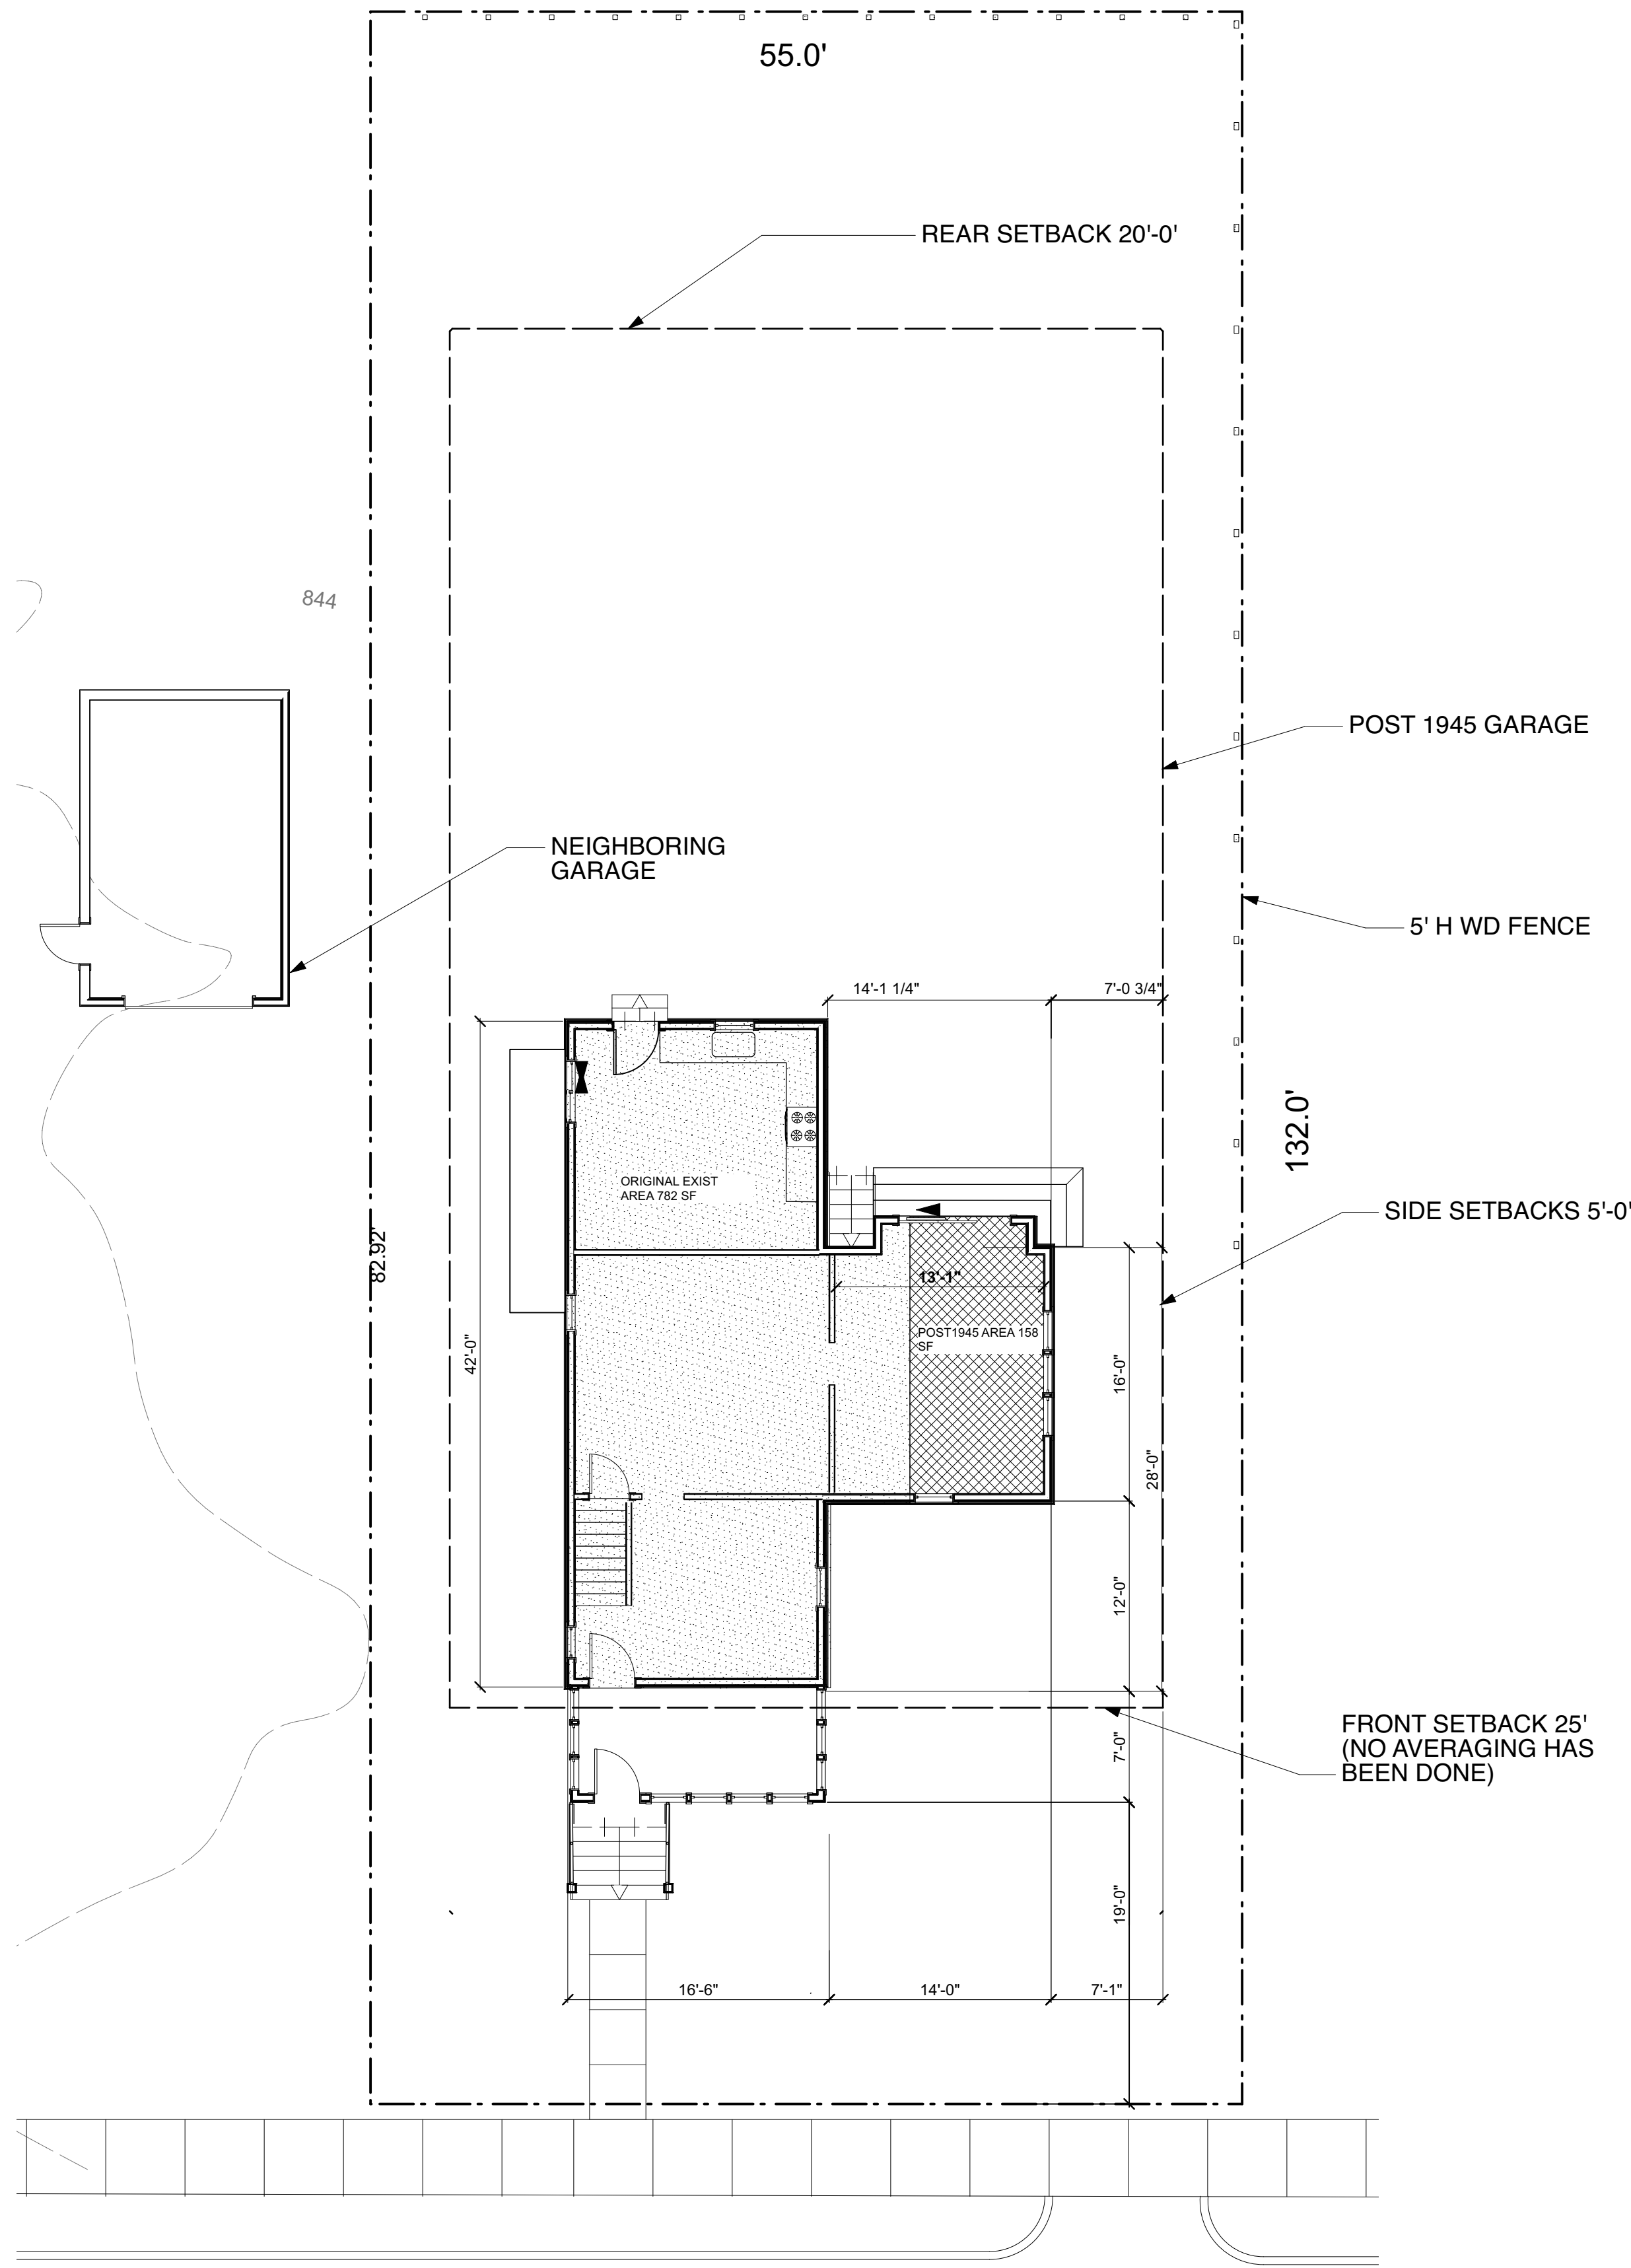 55.0'
REAR SETBACK 20'-0'
844
POST 1945 GARAGE
NEIGHBORING
GARAGE
5' H WD FENCE
14'-1 1/4"
7'-0 3/4"
132.0'
ORIGINAL EXIST
AREA 782 SF
SIDE SETBACKS 5'-0'
82.92'
13'-1"
POST1945 AREA 158
SF
42'-0"
16'-0"
28'-0"
12'-0"
FRONT SETBACK 25'
(NO AVERAGING HAS
BEEN DONE)
7'-0"
19'-0"
16'-6"
14'-0"
7'-1"